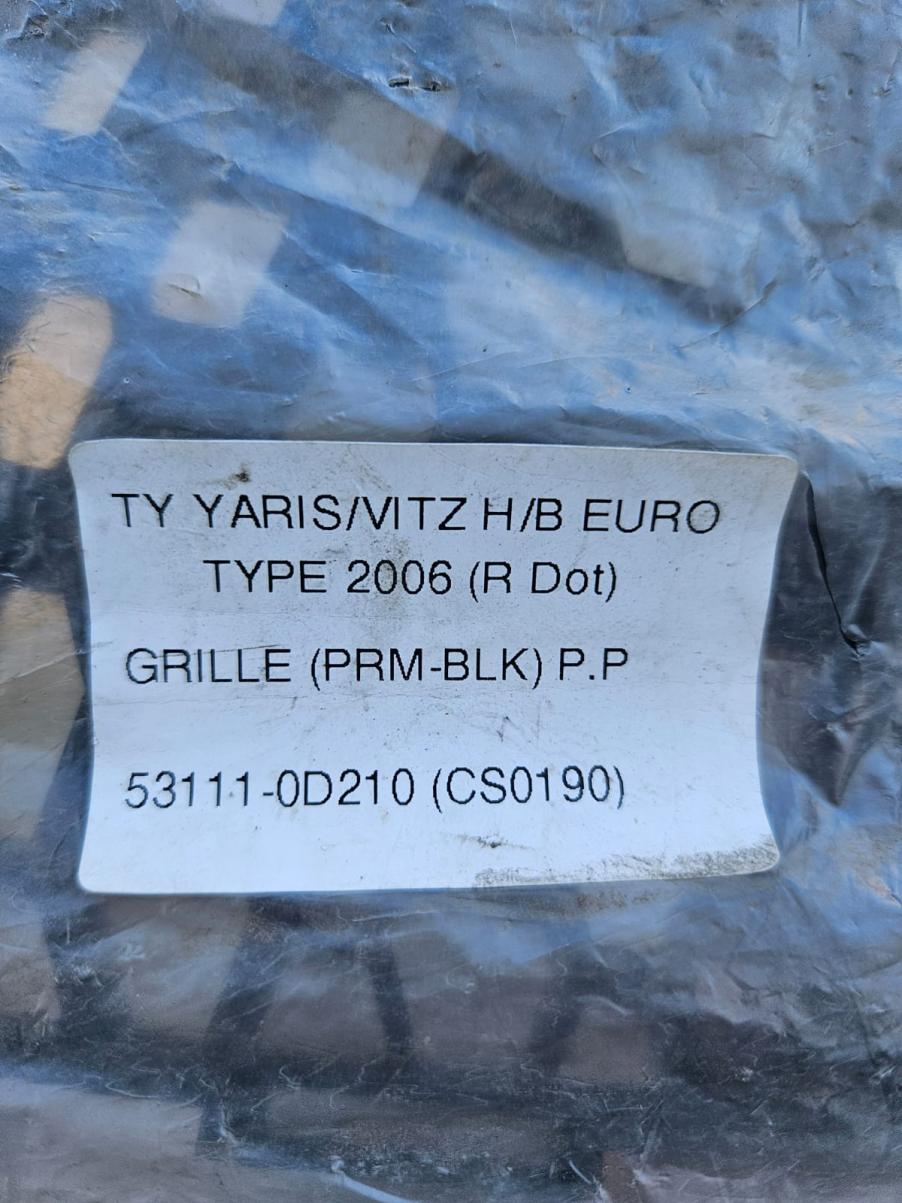 TY YARIS/VITZ H/B EURO
TYPE 2006 (R Dot)
GRILLE (PRM-BLK) P.P
53111-0D210 (CS0190)